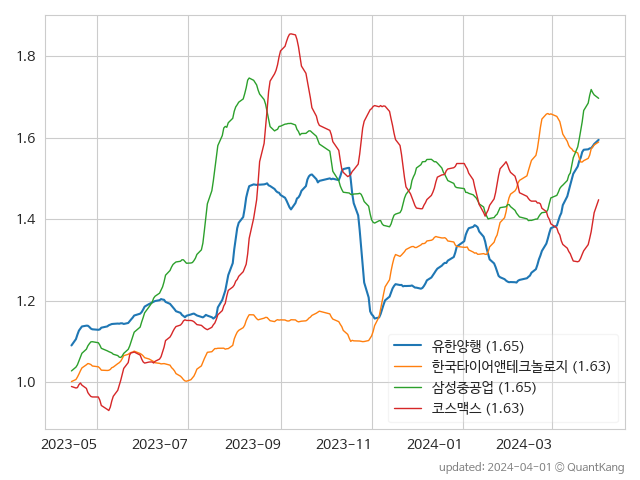 1.8
1.6
1.4
1.2
1.0
유한양행 (1.65)
한국타이어앤테크놀로지 (1.63)
삼성중공업 (1.65)
코스맥스 (1.63)
2023-05 2023-07 2023-09 2023-11 2024-01 2024-03
updated: 2024-04-01 © QuantKang